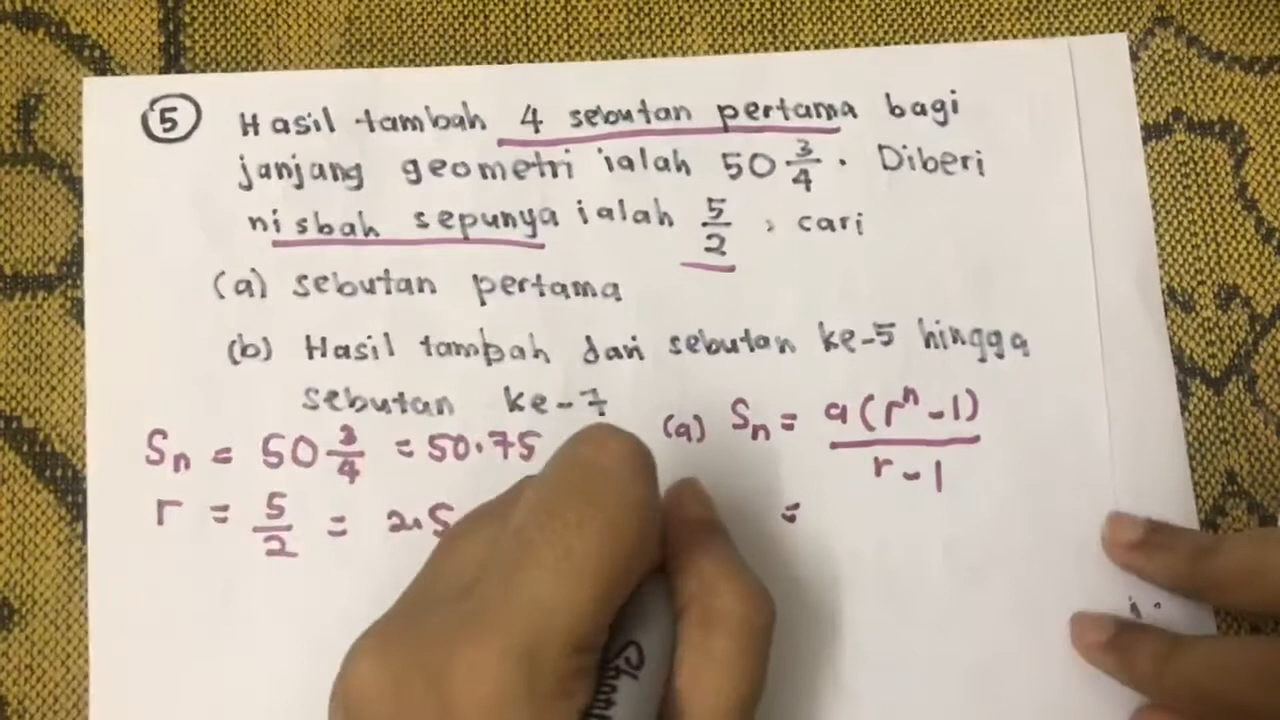 5 Hasil tambah 4 sebutan pertama bagi
janjang geometri ialah 50 3/4 . Diberi
nisbah sepunya ialah 5/2 , cari
(a) sebutan pertama
(b) Hasil tambah dari sebutan ke-5 hingga
sebutan ke-7
Sn = 50 3/4 = 50.75
r = 5/2 = 2.5
(a) Sn = a(r^n - 1) / r - 1
=